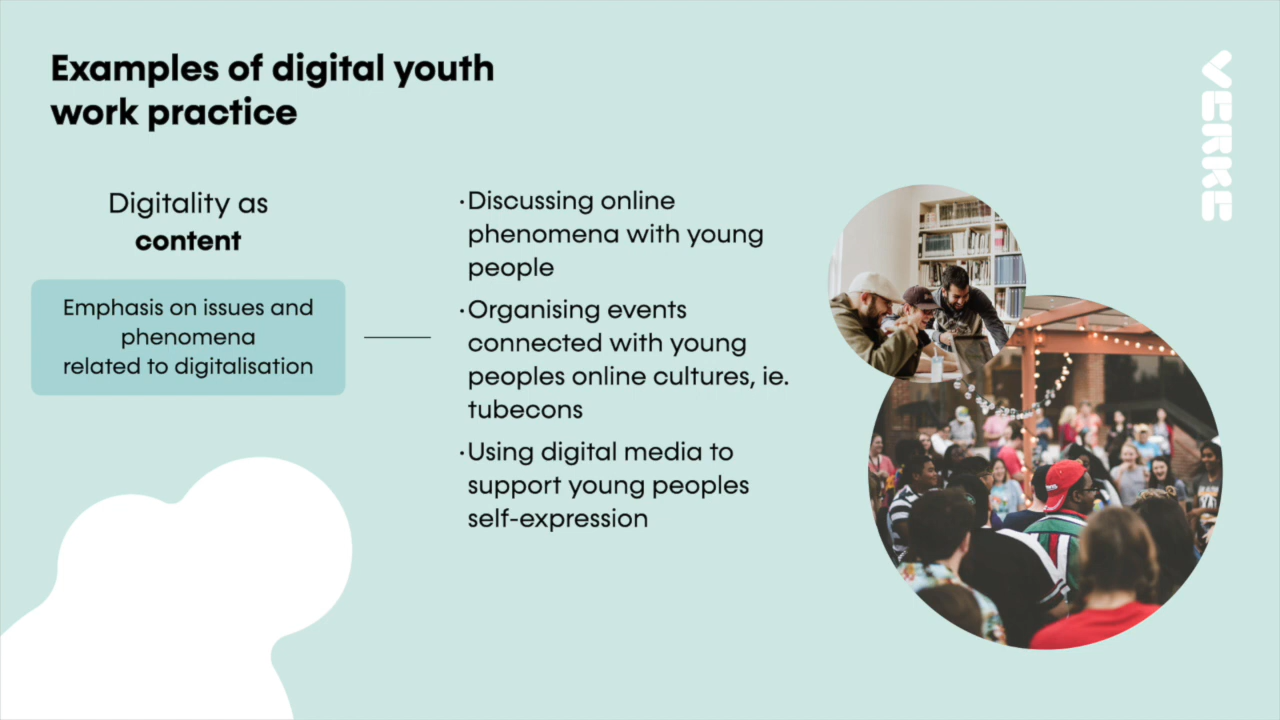 Examples of digital youth
work practice
VERKE
Digitality as
content
Emphasis on issues and
phenomena
related to digitalisation
·Discussing online
phenomena with young
people
·Organising events
connected with young
peoples online cultures, ie.
tubecons
·Using digital media to
support young peoples
self-expression